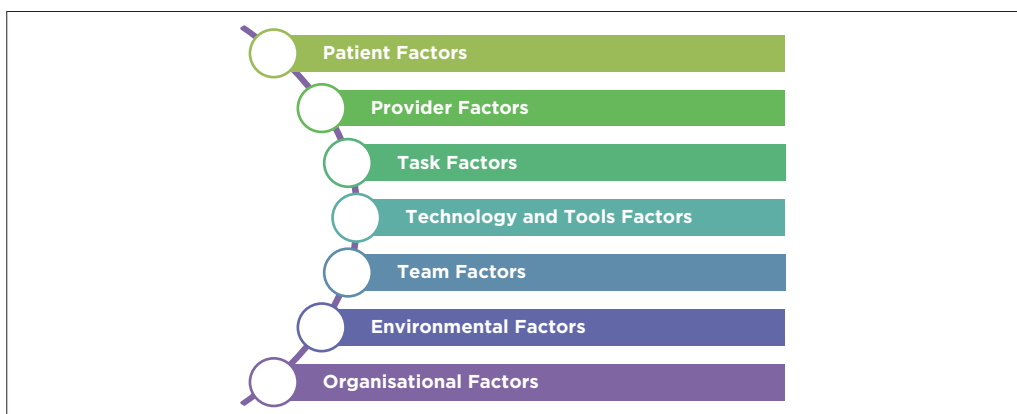 Patient Factors
Provider Factors
Task Factors
Technology and Tools Factors
Team Factors
Environmental Factors
Organisational Factors